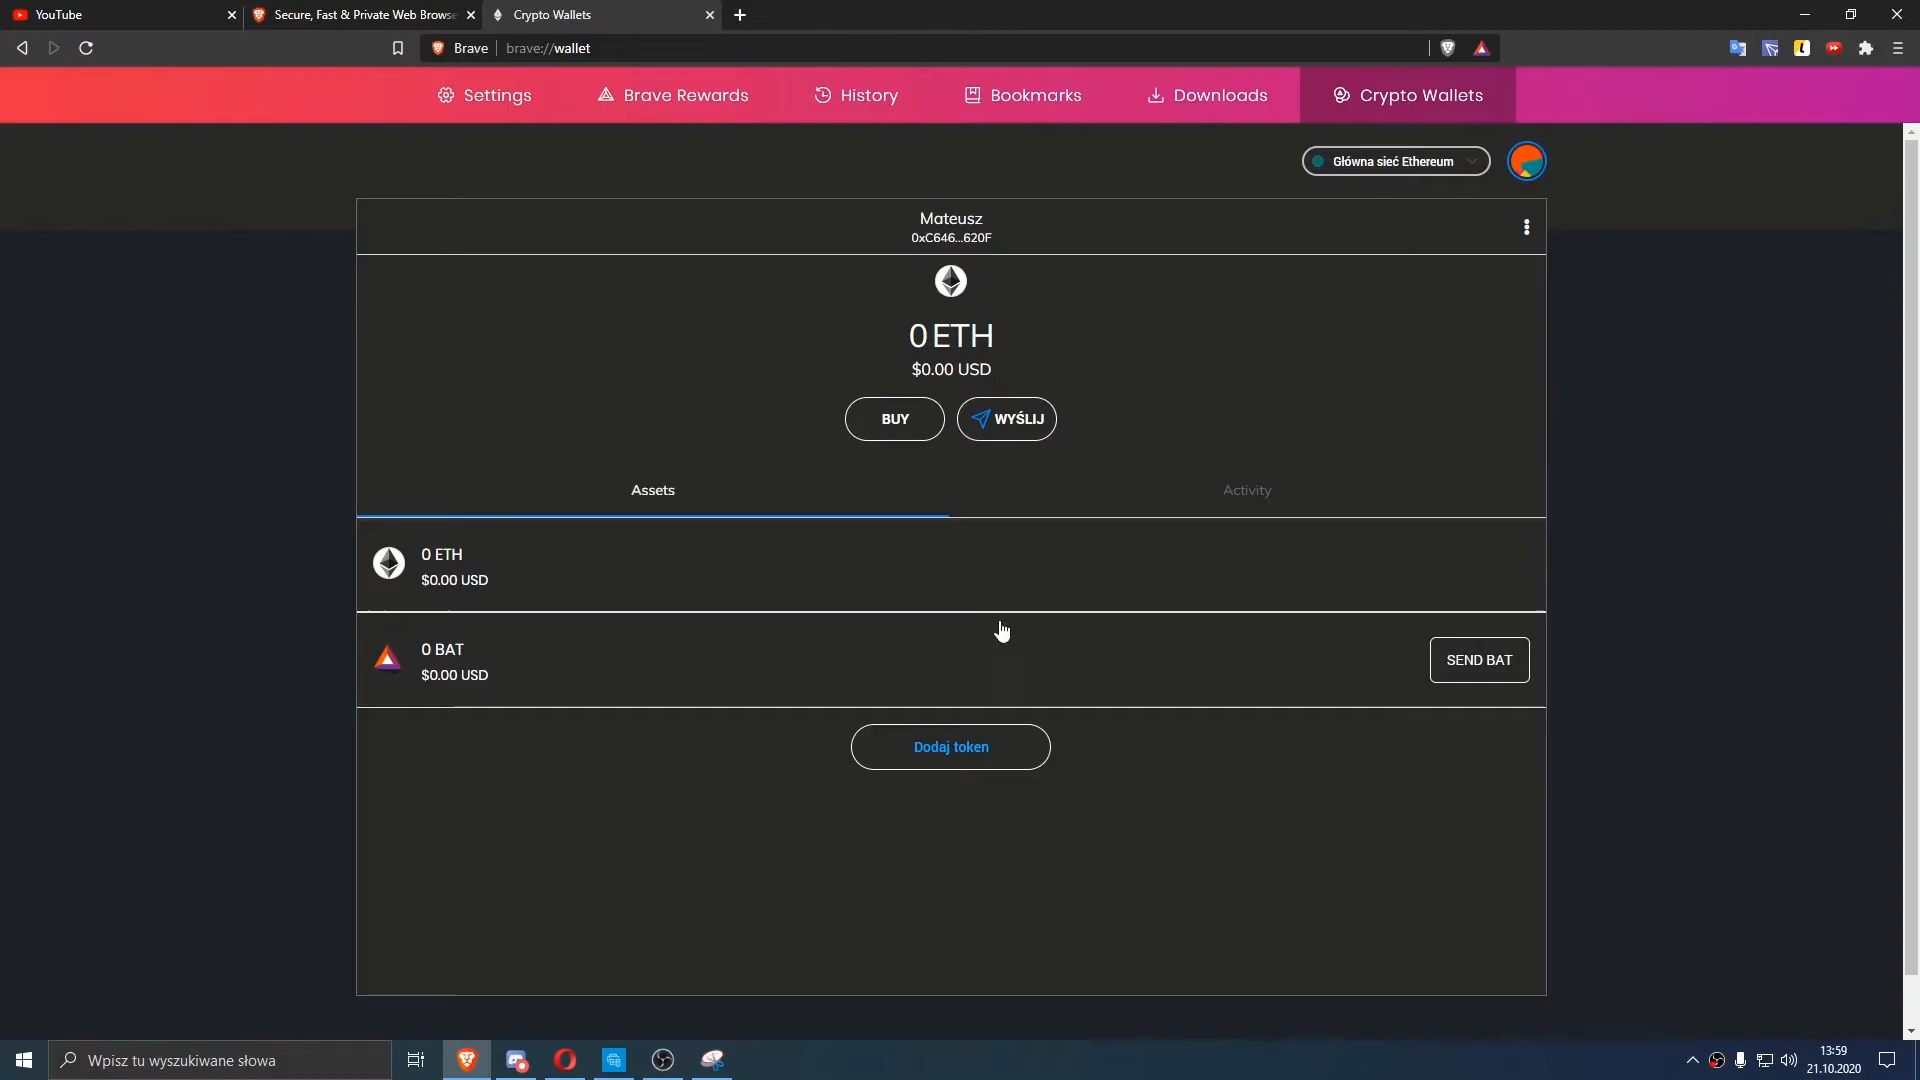 YouTube
Secure, Fast & Private Web Browse
Crypto Wallets
Brave
brave://wallet
Settings
Brave Rewards
History
Bookmarks
Downloads
Crypto Wallets
Główna sieć Ethereum
Mateusz
0xC646...620F
0 ETH
$0.00 USD
BUY
WYŚLIJ
Assets
Activity
0 ETH
$0.00 USD
0 BAT
$0.00 USD
SEND BAT
Dodaj token
Wpisz tu wyszukiwane słowa
13:59
21.10.2020